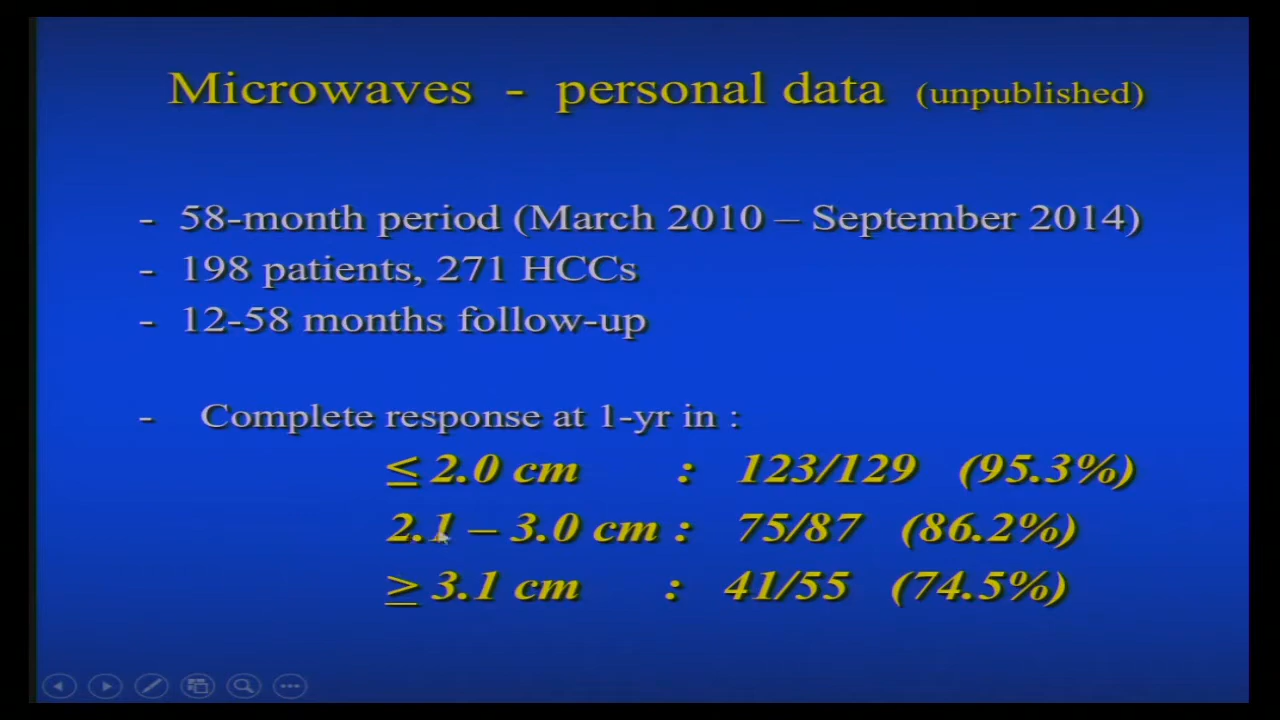 Microwaves - personal data (unpublished)
- 58-month period (March 2010 – September 2014)
- 198 patients, 271 HCCs
- 12-58 months follow-up
- Complete response at 1-yr in :
≤ 2.0 cm : 123/129 (95.3%)
2.1 – 3.0 cm : 75/87 (86.2%)
≥ 3.1 cm : 41/55 (74.5%)